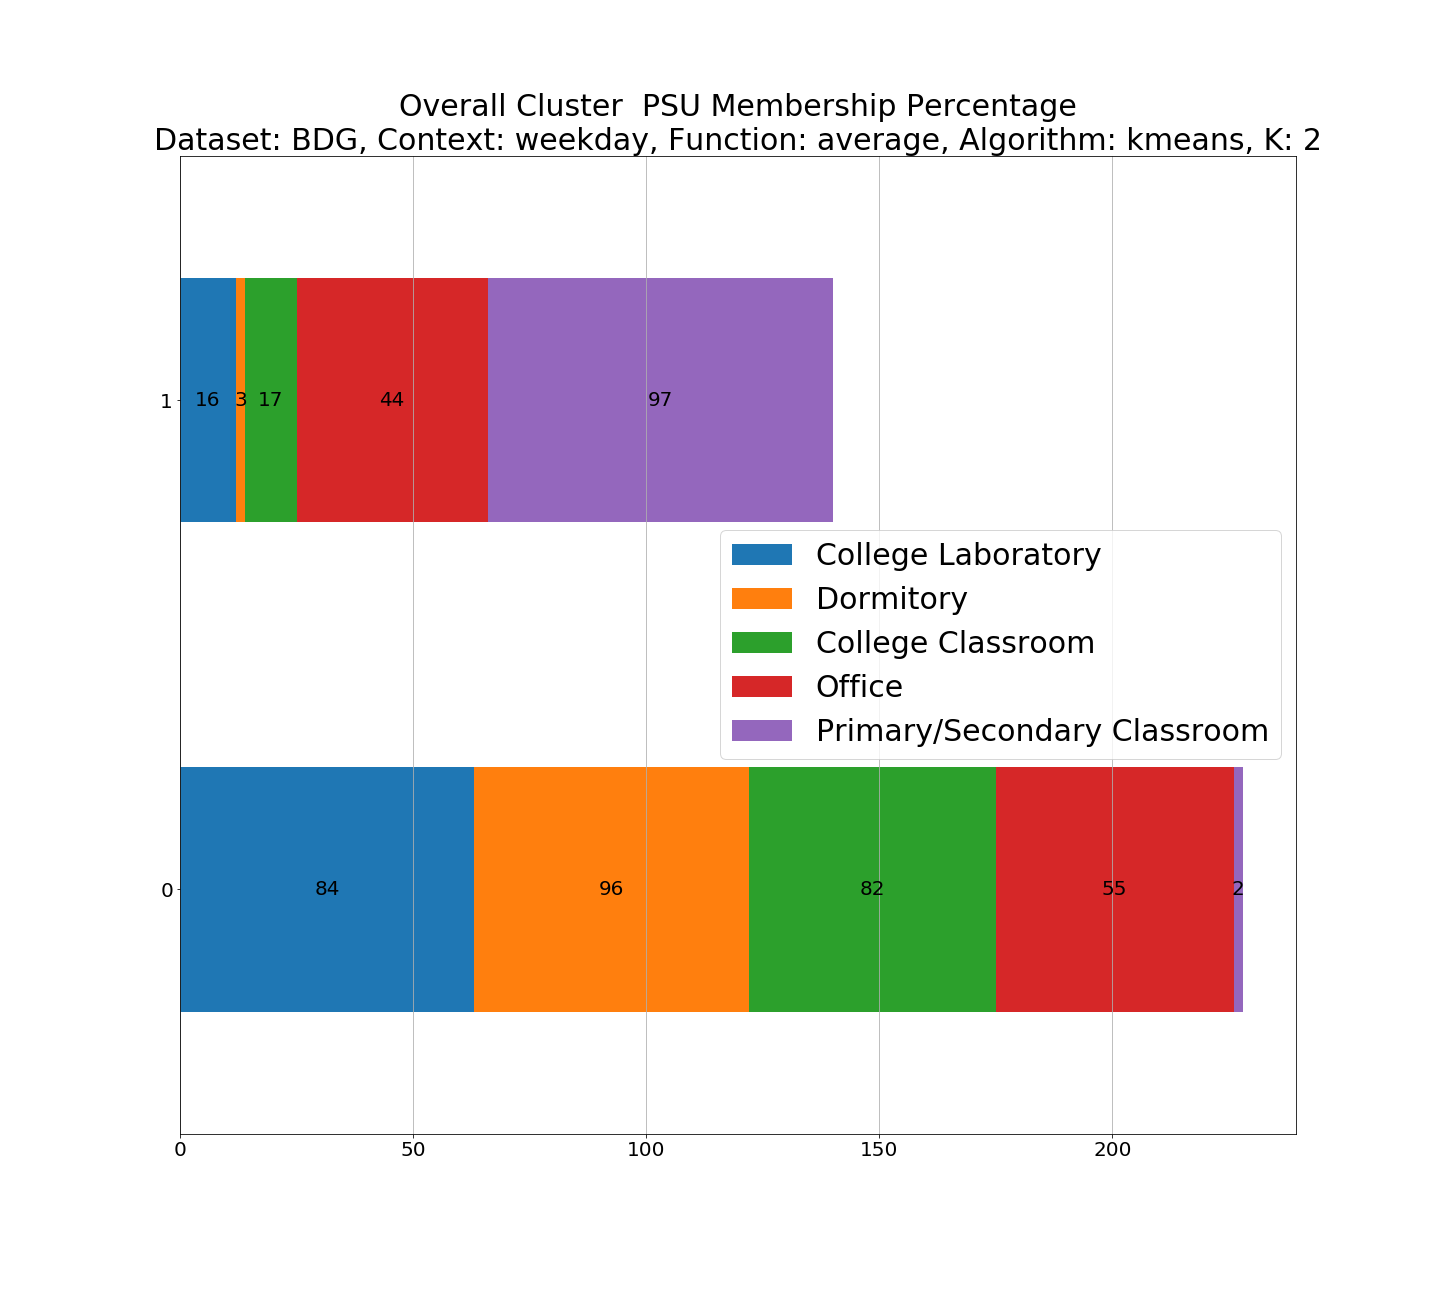 Overall Cluster  PSU Membership Percentage
Dataset: BDG, Context: weekday, Function: average, Algorithm: kmeans, K: 2
1
16 3 17 44 97
College Laboratory
Dormitory
College Classroom
Office
Primary/Secondary Classroom
0
84 96 82 55 2
0 50 100 150 200